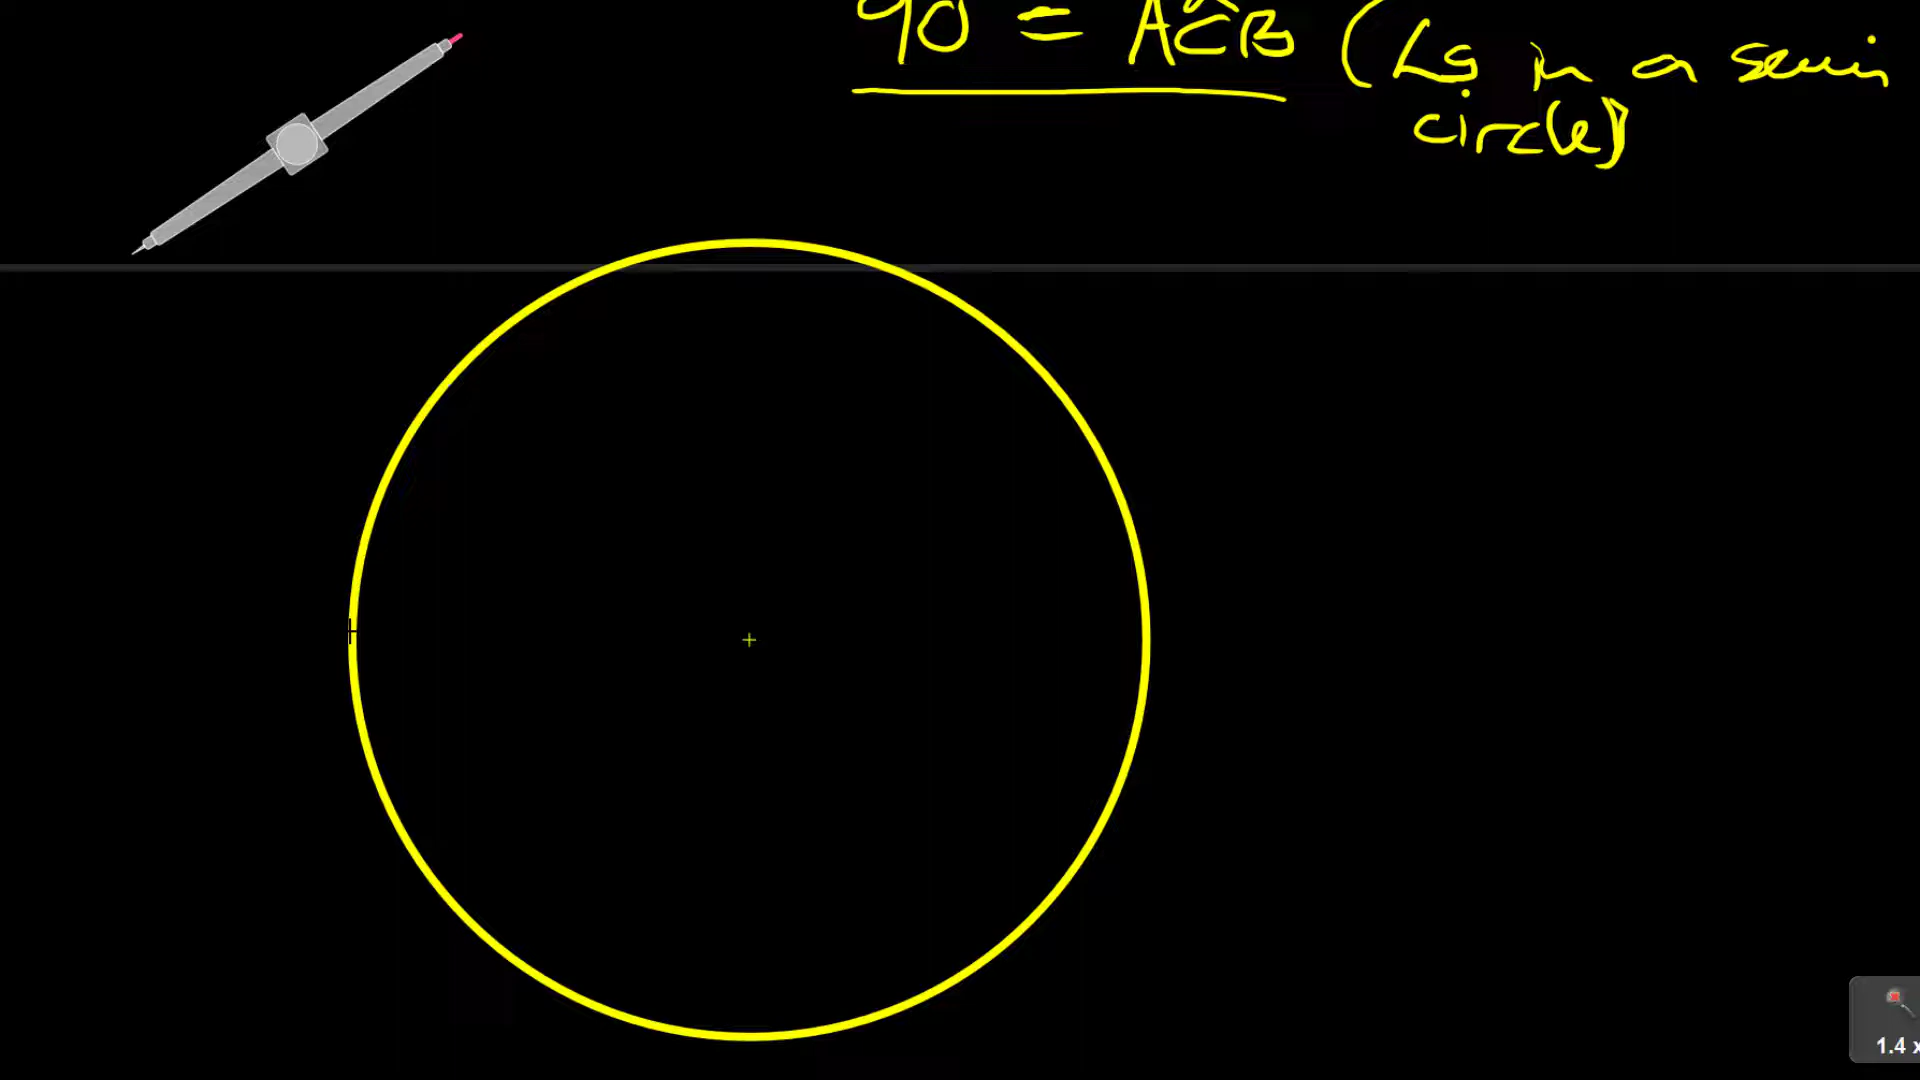 90 = AĈB (∠s in a semi
circle)
1.4 x